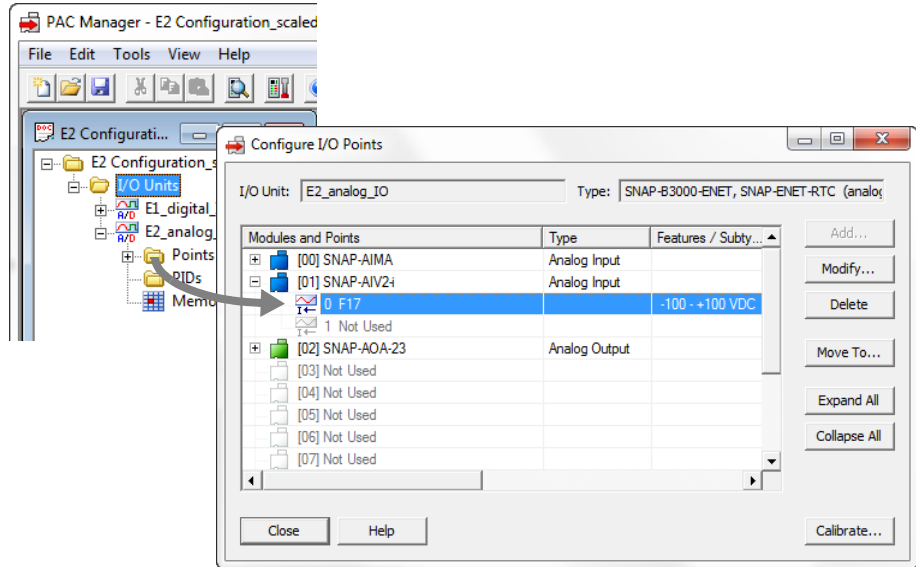 PAC Manager - E2 Configuration_scaled
File Edit Tools View Help
E2 Configurati...
E2 Configuration_s
I/O Units
A/D E1_digital_
A/D E2_analog_
Points
PIDs
Memo
Configure I/O Points
I/O Unit: E2_analog_IO Type: SNAP-B3000-ENET, SNAP-ENET-RTC (analog
Modules and Points Type Features / Subty...
[00] SNAP-AIMA Analog Input
[01] SNAP-AIV2-i Analog Input
0 F17 -100 - +100 VDC
1 Not Used
[02] SNAP-AOA-23 Analog Output
[03] Not Used
[04] Not Used
[05] Not Used
[06] Not Used
[07] Not Used
Add...
Modify...
Delete
Move To...
Expand All
Collapse All
Close Help Calibrate...